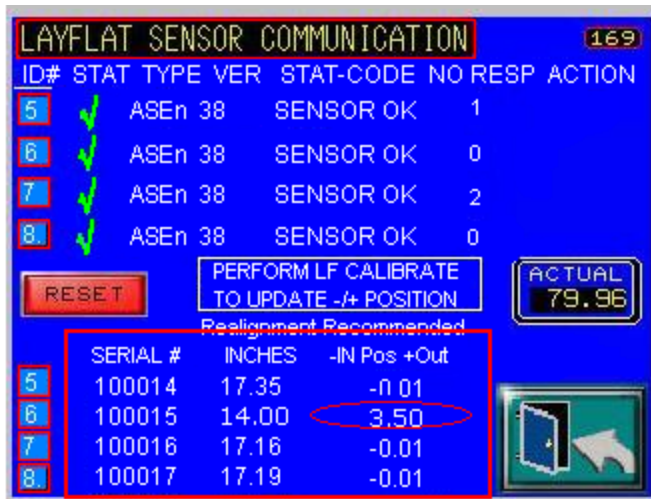 LAYFLAT SENSOR COMMUNICATION 169
ID# STAT TYPE VER STAT-CODE NO RESP ACTION
5 ASEn 38 SENSOR OK 1
6 ASEn 38 SENSOR OK 0
7 ASEn 38 SENSOR OK 2
8. ASEn 38 SENSOR OK 0
RESET
PERFORM LF CALIBRATE
TO UPDATE -/+ POSITION
ACTUAL
79.96
Realignment Recommended
SERIAL # INCHES -IN Pos +Out
5 100014 17.35 -0.01
6 100015 14.00 3.50
7 100016 17.16 -0.01
8. 100017 17.19 -0.01